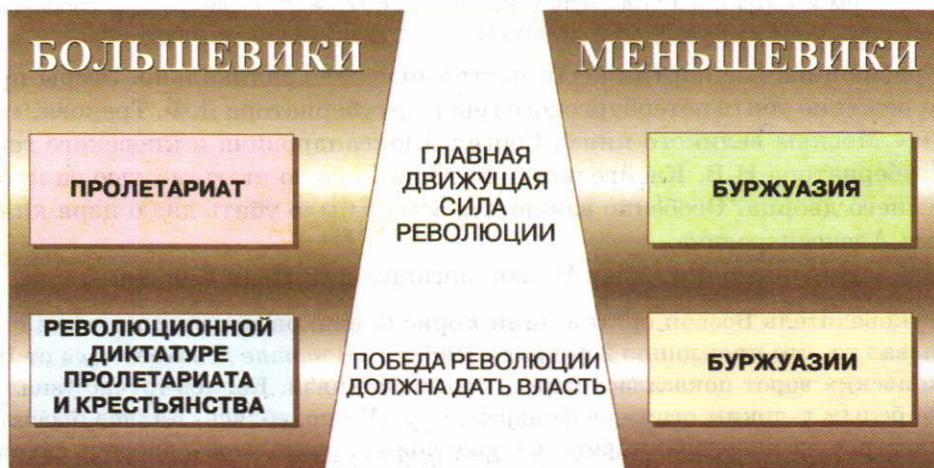 БОЛЬШЕВИКИ
МЕНЬШЕВИКИ
ПРОЛЕТАРИАТ
ГЛАВНАЯ
ДВИЖУЩАЯ
СИЛА
РЕВОЛЮЦИИ
БУРЖУАЗИЯ
РЕВОЛЮЦИОННОЙ
ДИКТАТУРЕ
ПРОЛЕТАРИАТА
И КРЕСТЬЯНСТВА
ПОБЕДА РЕВОЛЮЦИИ
ДОЛЖНА ДАТЬ ВЛАСТЬ
БУРЖУАЗИИ